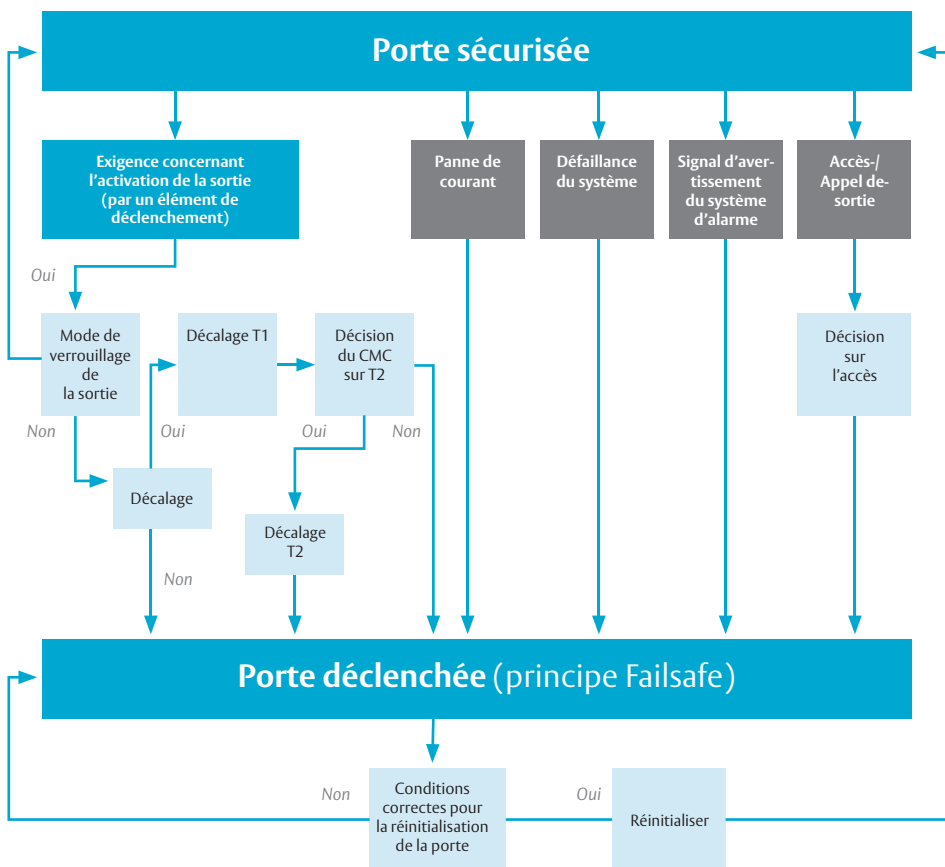 Porte sécurisée
Exigence concernant
l'activation de la sortie
(par un élément de
déclenchement)
Panne de
courant
Défaillance
du système
Signal d'aver-
tissement
du système
d'alarme
Accès-/
Appel de-
sortie
Oui
Mode de
verrouillage
de
la sortie
Décalage T1
Décision
du CMC
sur T2
Décision
sur
l'accès
Non
Oui
Oui
Non
Décalage
Décalage
T2
Non
Porte déclenchée (principe Failsafe)
Non
Conditions
correctes pour
la réinitialisation
de la porte
Oui
Réinitialiser